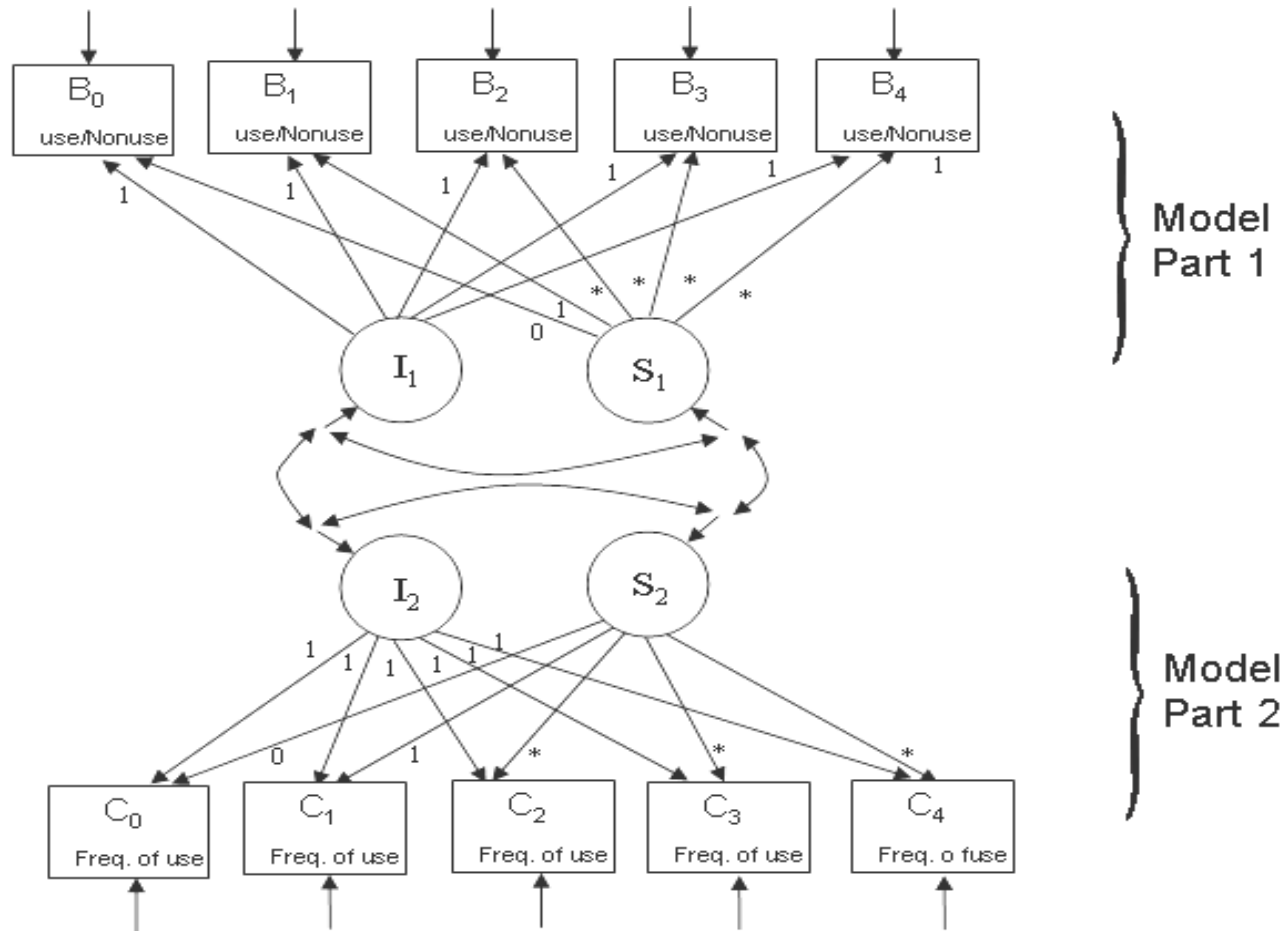 B₀ B₁ B₂ B₃ B₄
use/Nonuse use/Nonuse use/Nonuse use/Nonuse use/Nonuse
1 1 1 1 1 1
Model
Part 1
* * * *
0 1
I₁ S₁
I₂ S₂
1 1 1 1 1 1
Model
Part 2
0 1 * * *
C₀ C₁ C₂ C₃ C₄
Freq. of use Freq. of use Freq. of use Freq. of use Freq. o fuse